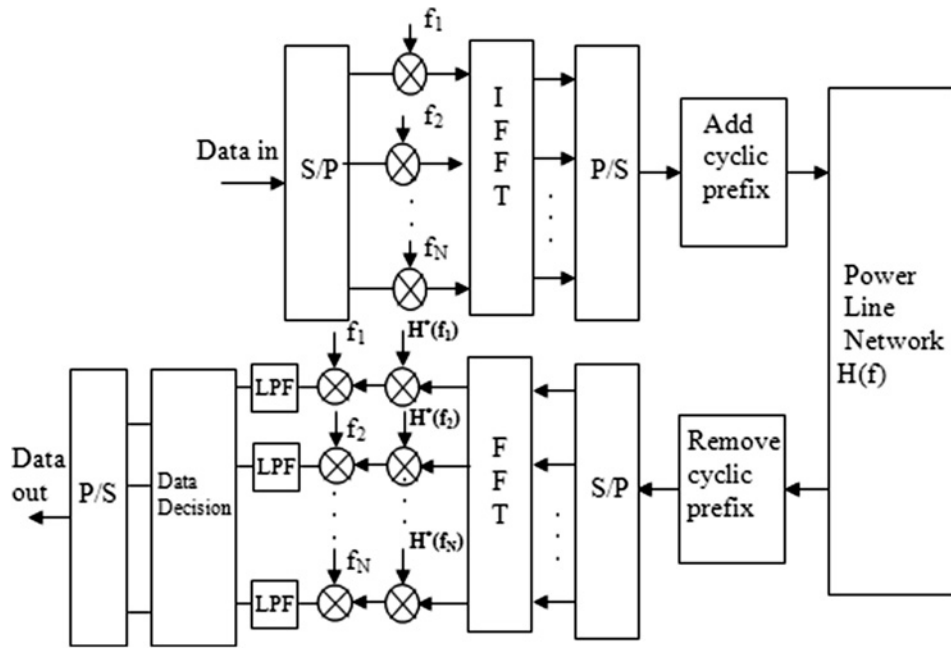 Data in
S/P
f1
f2
fN
I
F
F
T
P/S
Add
cyclic
prefix
Power
Line
Network
H(f)
Remove
cyclic
prefix
S/P
F
F
T
H*(f1)
H*(f2)
H*(fN)
f1
f2
fN
LPF
LPF
LPF
Data
Decision
P/S
Data
out